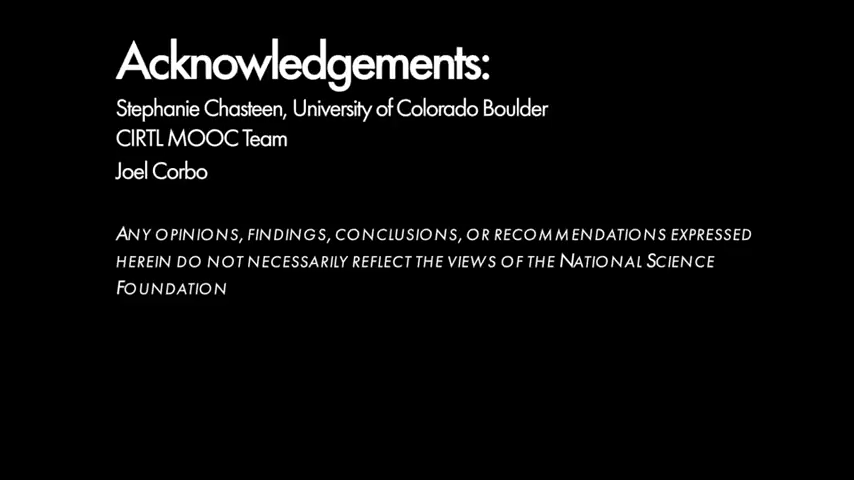 Acknowledgements:
Stephanie Chasteen, University of Colorado Boulder
CIRTL MOOC Team
Joel Corbo
ANY OPINIONS, FINDINGS, CONCLUSIONS, OR RECOMMENDATIONS EXPRESSED
HEREIN DO NOT NECESSARILY REFLECT THE VIEWS OF THE NATIONAL SCIENCE
FOUNDATION